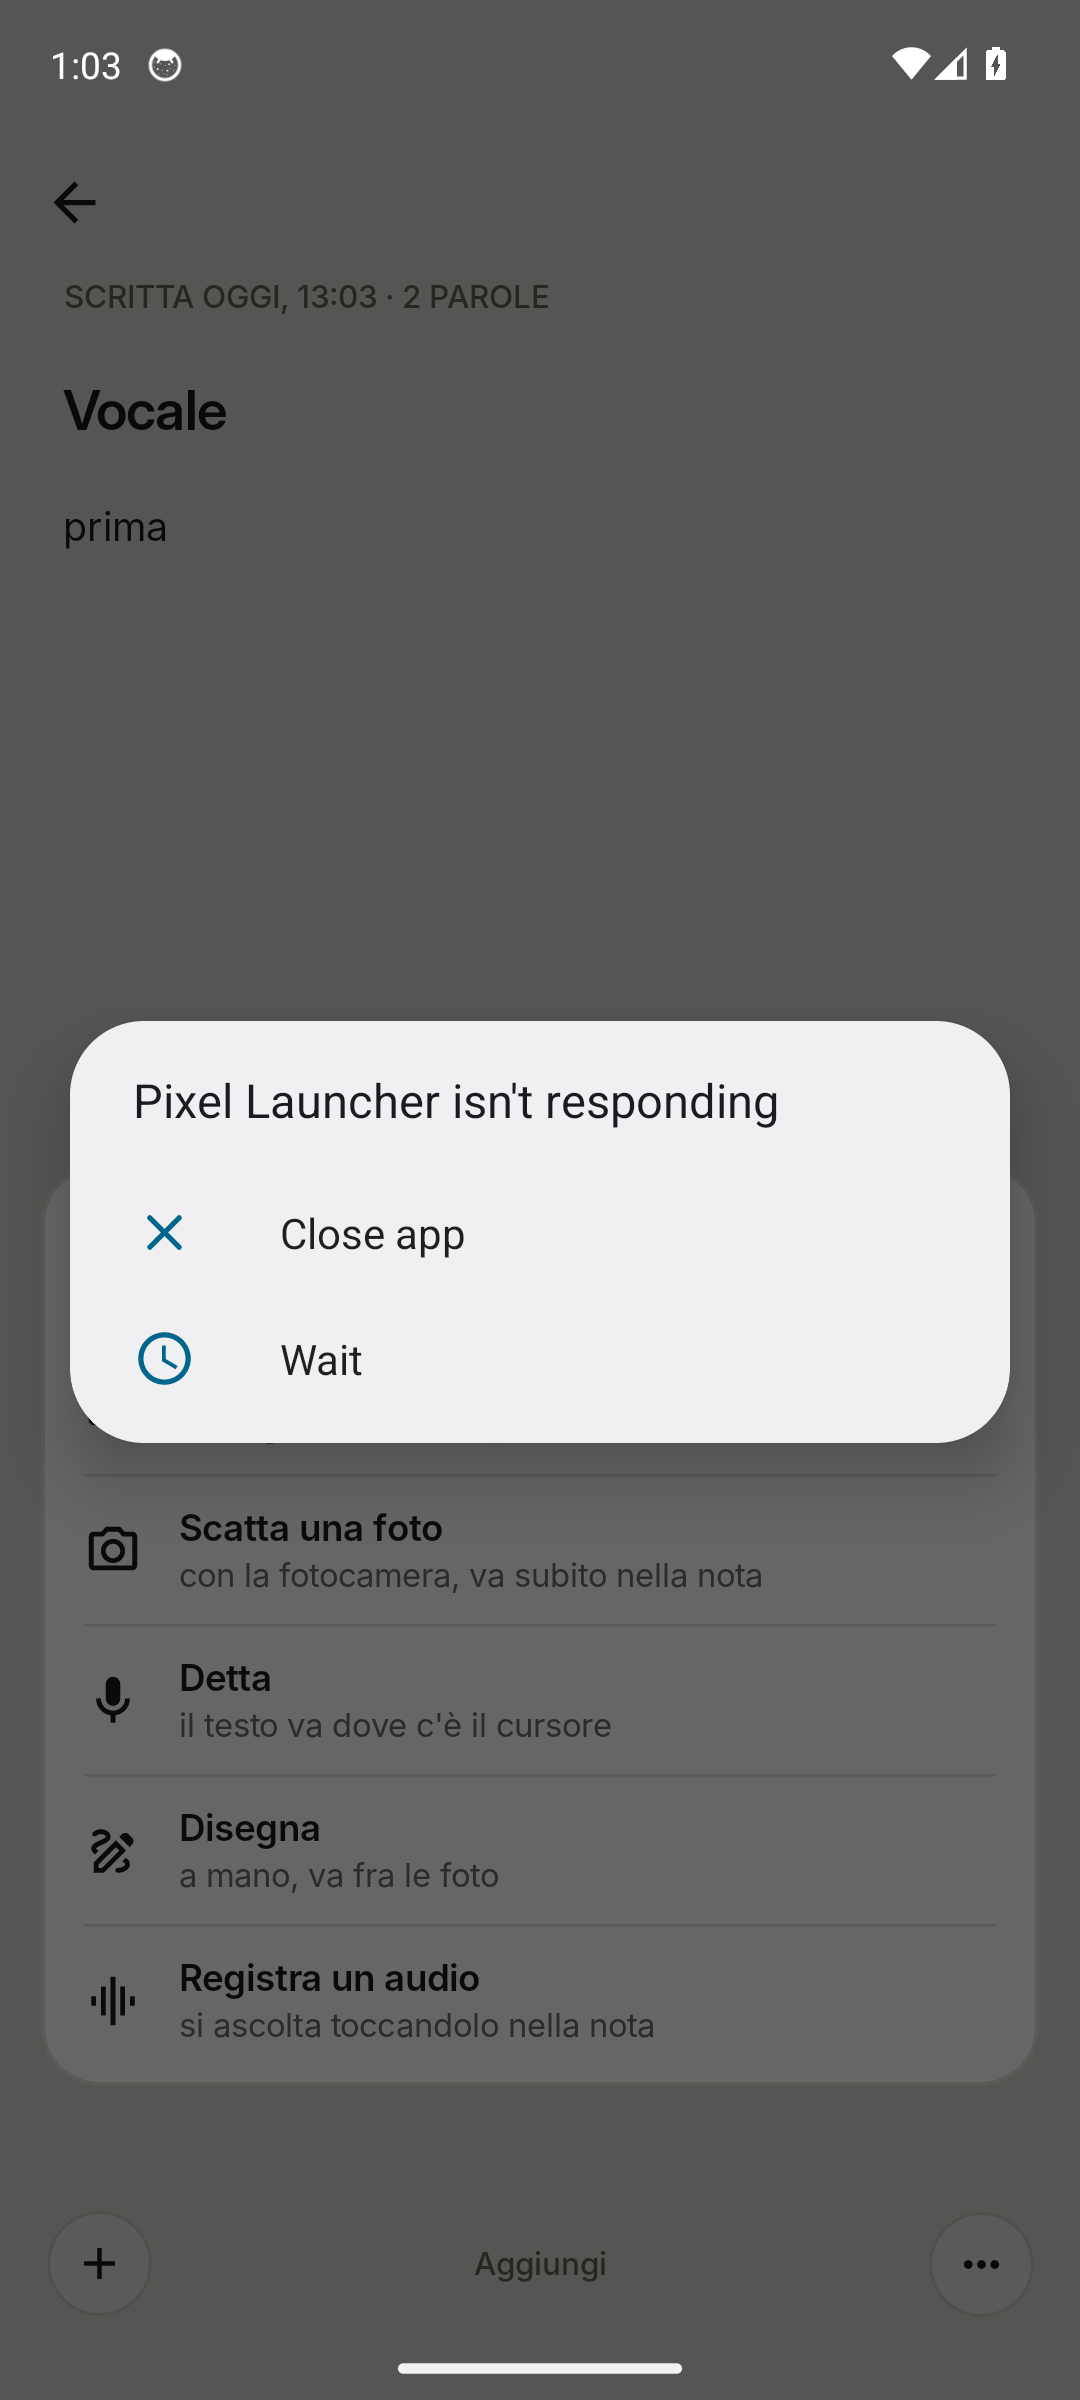 1:03
SCRITTA OGGI, 13:03 · 2 PAROLE
Vocale
prima
Pixel Launcher isn't responding
Close app
Wait
Scatta una foto
con la fotocamera, va subito nella nota
Detta
il testo va dove c'è il cursore
Disegna
a mano, va fra le foto
Registra un audio
si ascolta toccandolo nella nota
Aggiungi